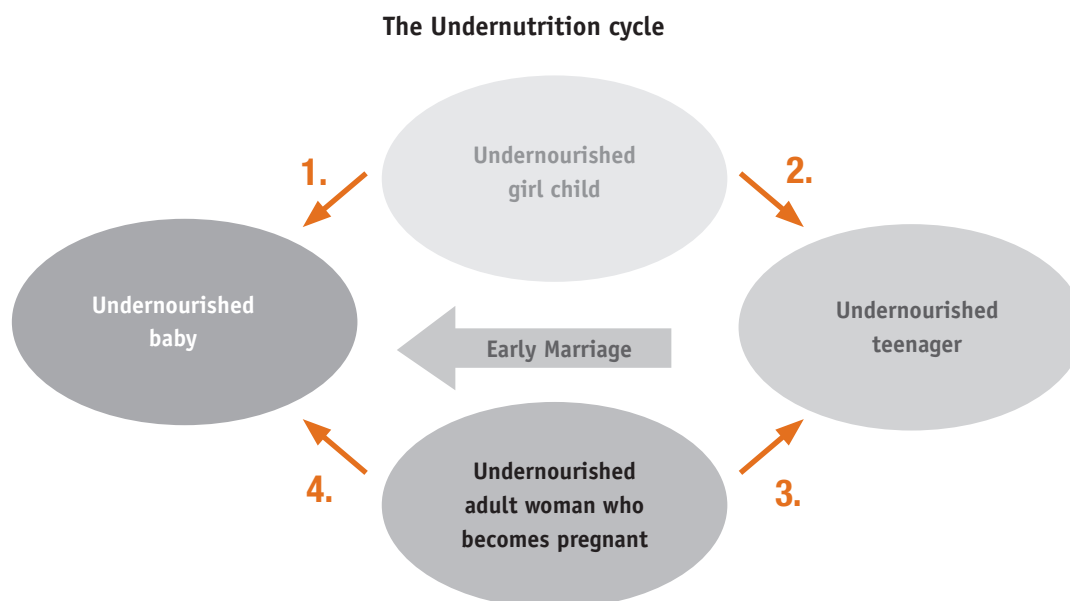 The Undernutrition cycle
Undernourished
girl child
1.
2.
Undernourished
baby
Undernourished
teenager
Early Marriage
Undernourished
adult woman who
becomes pregnant
4.
3.